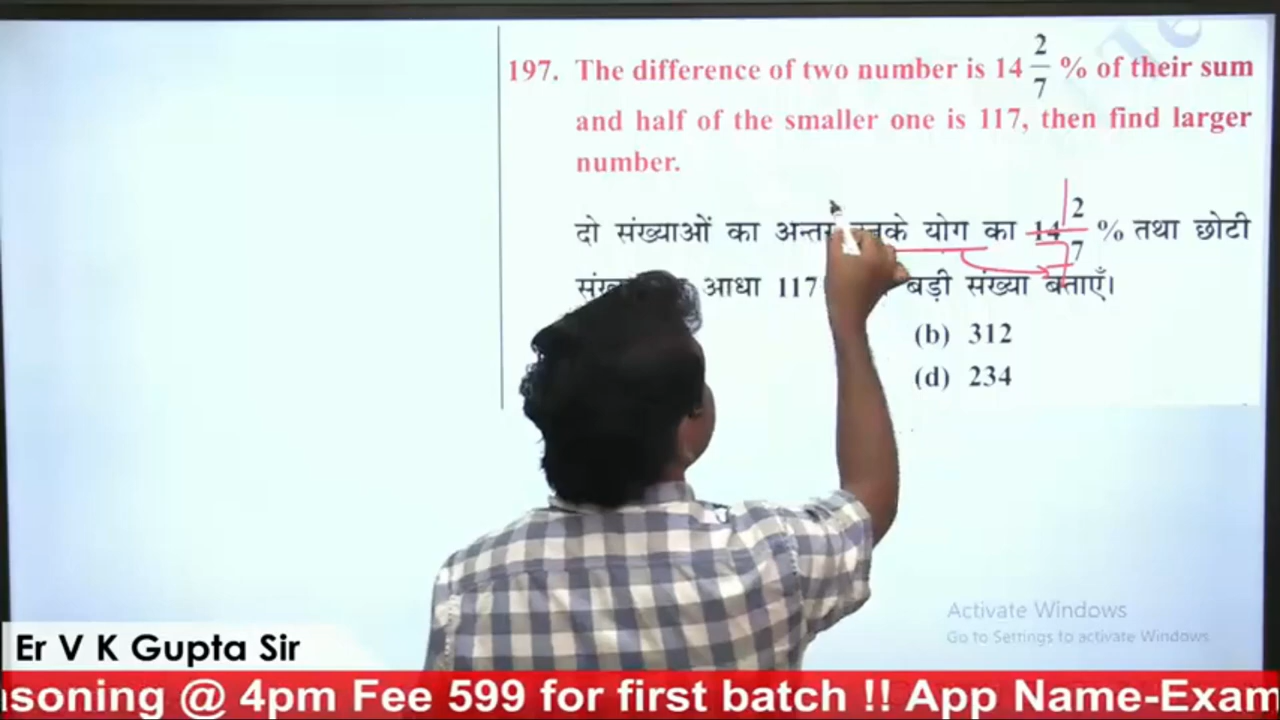 197. The difference of two number is 14 2/7 % of their sum
and half of the smaller one is 117, then find larger
number.
दो संख्याओं का अन्तर उनके योग का 14 2/7 % तथा छोटी
आधा 117 बड़ी संख्या बताएँ।
(b) 312
(d) 234
Activate Windows
Go to Settings to activate Windows
Er V K Gupta Sir
soning @ 4pm Fee 599 for first batch !! App Name-Exam